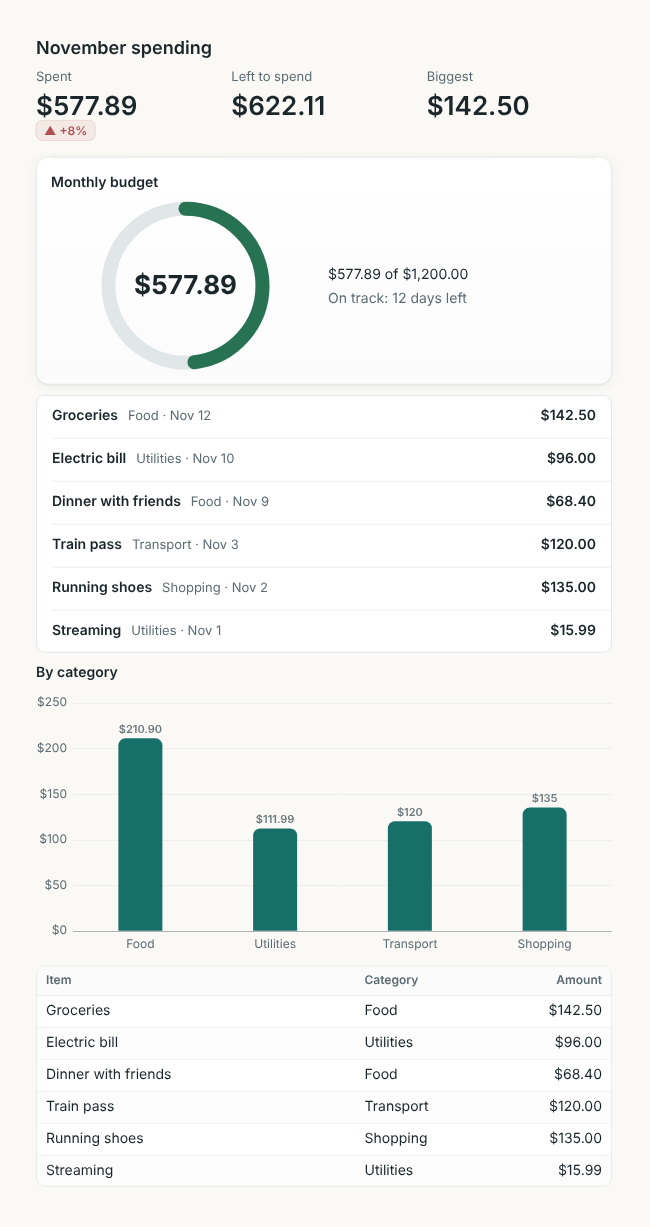 November spending
Spent
$577.89
▲ +8%
Left to spend
$622.11
Biggest
$142.50
Monthly budget
$577.89
$577.89 of $1,200.00
On track: 12 days left
Groceries Food · Nov 12 $142.50
Electric bill Utilities · Nov 10 $96.00
Dinner with friends Food · Nov 9 $68.40
Train pass Transport · Nov 3 $120.00
Running shoes Shopping · Nov 2 $135.00
Streaming Utilities · Nov 1 $15.99
By category
$250
$200
$150
$100
$50
$0
$210.90
$111.99
$120
$135
Food Utilities Transport Shopping
Item Category Amount
Groceries Food $142.50
Electric bill Utilities $96.00
Dinner with friends Food $68.40
Train pass Transport $120.00
Running shoes Shopping $135.00
Streaming Utilities $15.99